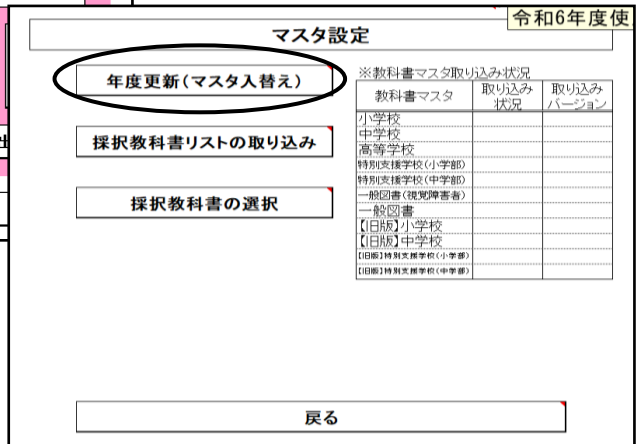 令和6年度使
マスタ設定
年度更新(マスタ入替え)
採択教科書リストの取り込み
採択教科書の選択
※教科書マスタ取り込み状況
教科書マスタ
取り込み
状況
取り込み
バージョン
小学校
中学校
高等学校
特別支援学校(小学部)
特別支援学校(中学部)
一般図書(視覚障害者)
一般図書
【旧版】小学校
【旧版】中学校
【旧版】特別支援学校(小学部)
【旧版】特別支援学校(中学部)
戻る